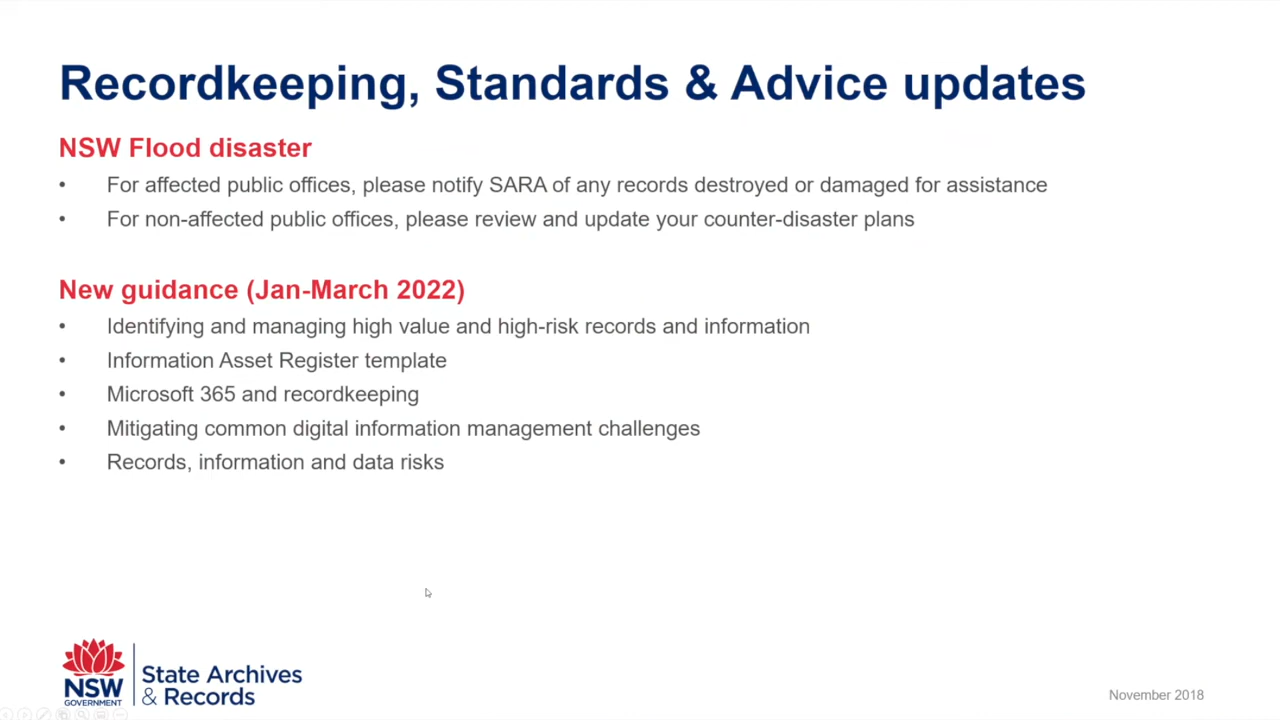 Recordkeeping, Standards & Advice updates
NSW Flood disaster
• For affected public offices, please notify SARA of any records destroyed or damaged for assistance
• For non-affected public offices, please review and update your counter-disaster plans
New guidance (Jan-March 2022)
• Identifying and managing high value and high-risk records and information
• Information Asset Register template
• Microsoft 365 and recordkeeping
• Mitigating common digital information management challenges
• Records, information and data risks
NSW
GOVERNMENT
State Archives
& Records
November 2018